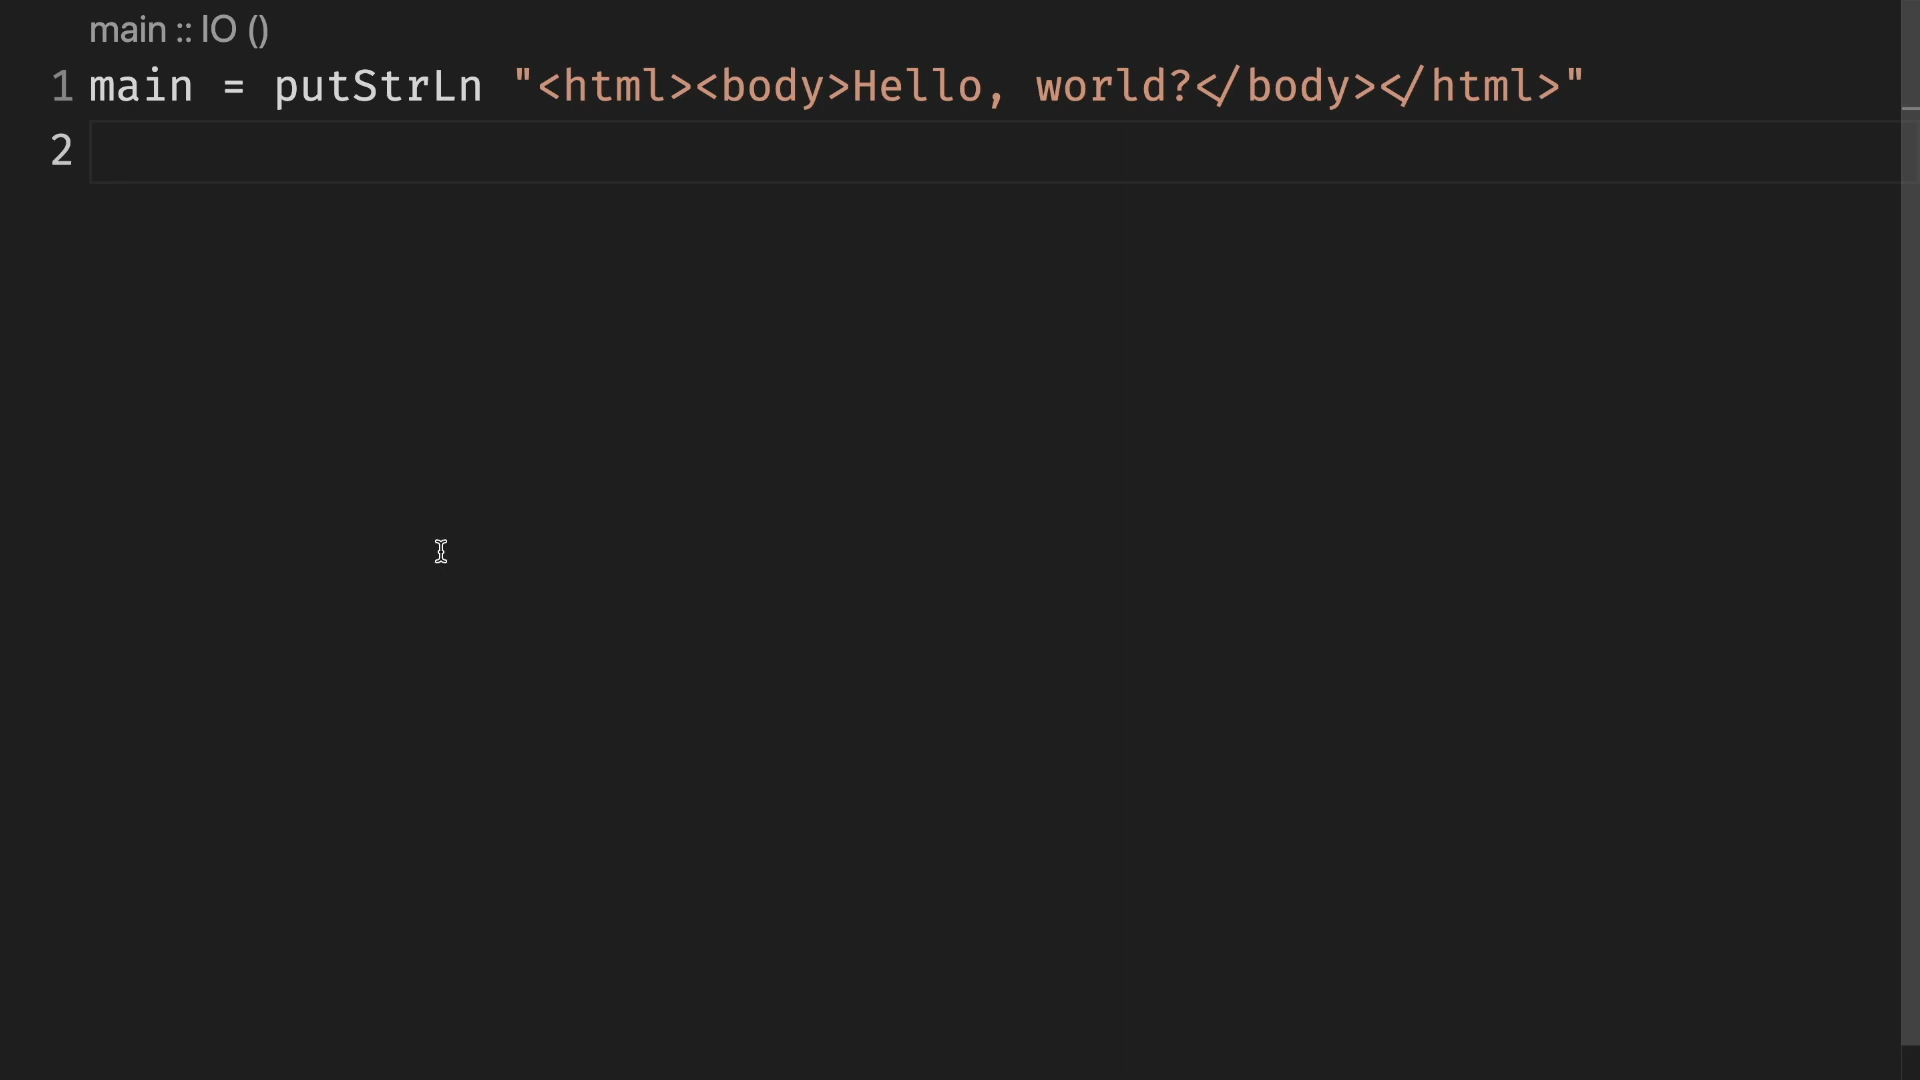 main :: IO ()
1 main = putStrLn "<html><body>Hello, world?</body></html>"
2